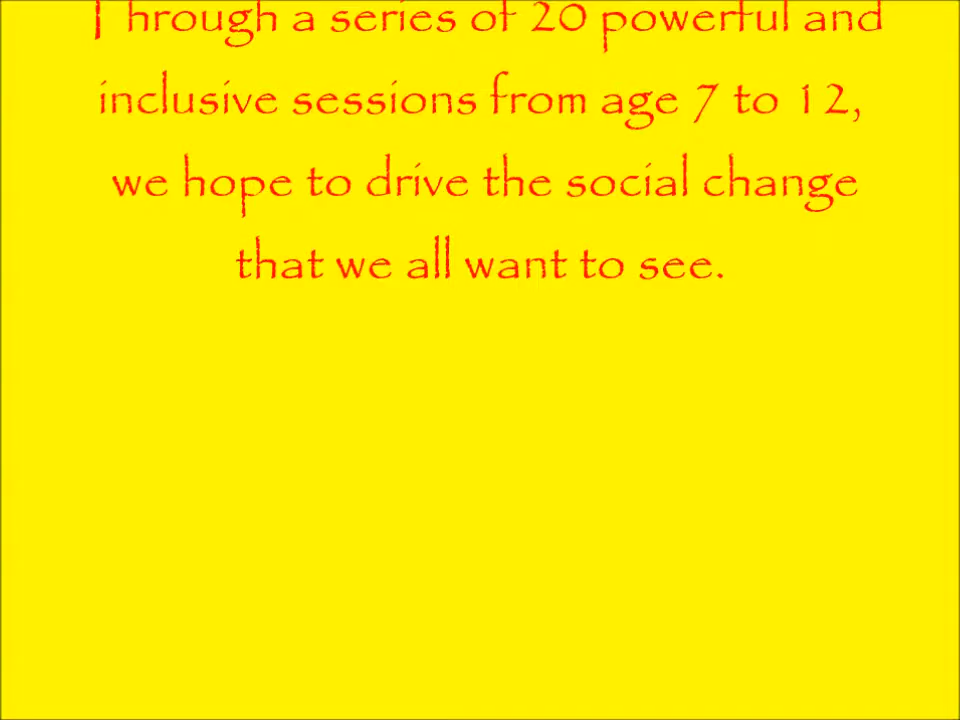 Through a series of 20 powerful and
inclusive sessions from age 7 to 12,
we hope to drive the social change
that we all want to see.